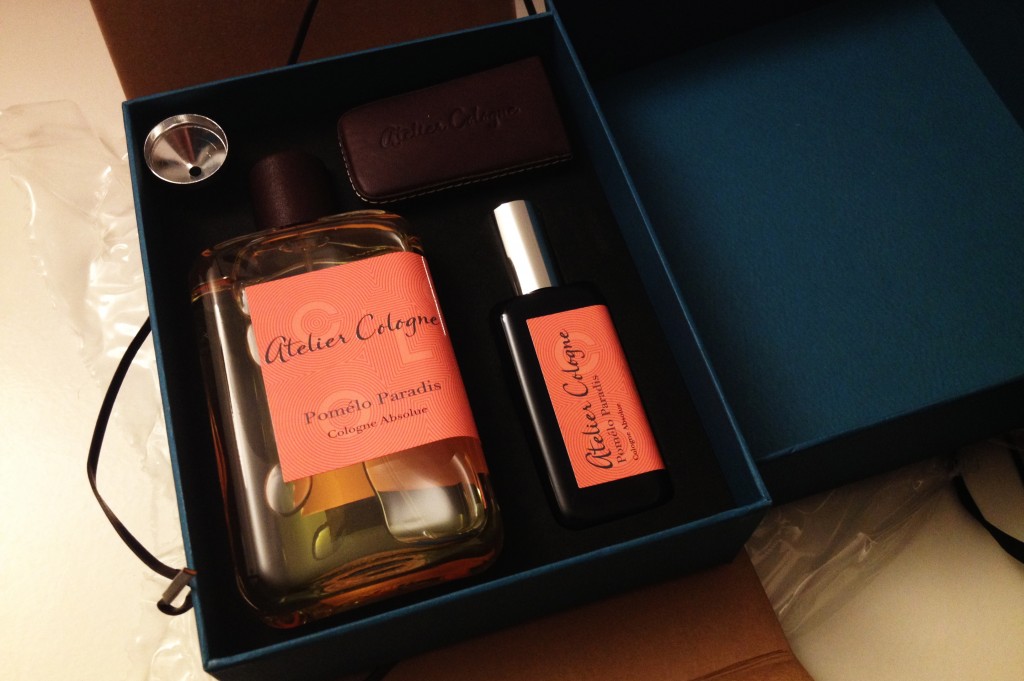 Atelier Cologne
Atelier Cologne
Pomélo Paradis
Cologne Absolue
Atelier Cologne
Pomélo Paradis
Cologne Absolue
C
O L
O
C